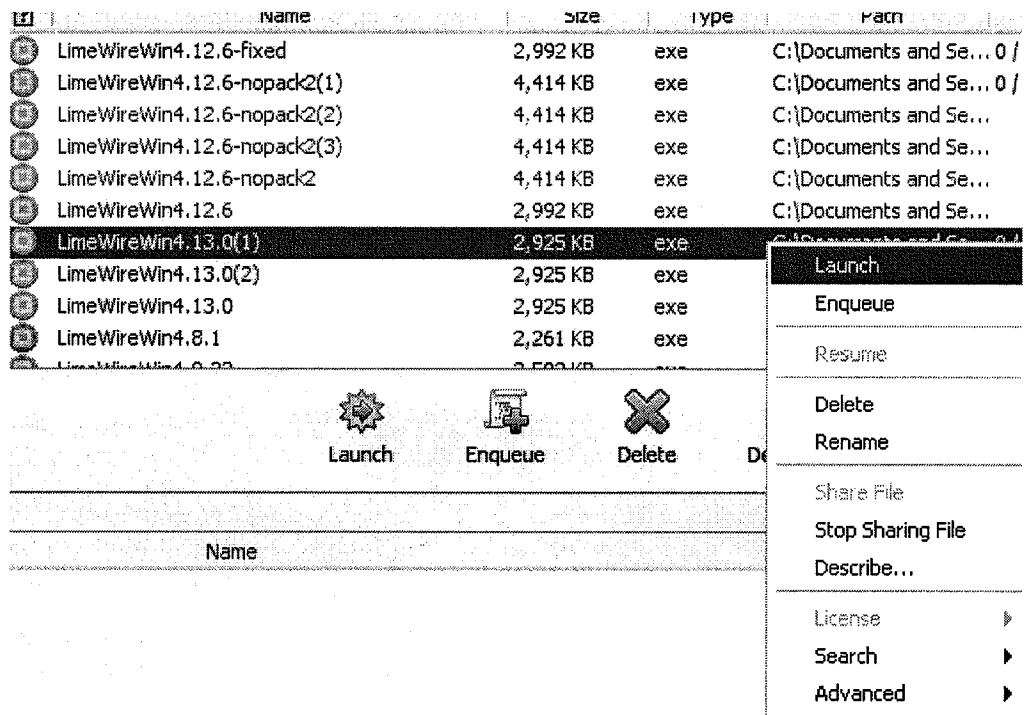 Name Size Type Path
LimeWireWin4.12.6-fixed 2,992 KB exe C:\Documents and Se... 0 /
LimeWireWin4.12.6-nopack2(1) 4,414 KB exe C:\Documents and Se... 0 /
LimeWireWin4.12.6-nopack2(2) 4,414 KB exe C:\Documents and Se...
LimeWireWin4.12.6-nopack2(3) 4,414 KB exe C:\Documents and Se...
LimeWireWin4.12.6-nopack2 4,414 KB exe C:\Documents and Se...
LimeWireWin4.12.6 2,992 KB exe C:\Documents and Se...
LimeWireWin4.13.0(1) 2,925 KB exe C:\Documents and Se... 0 /
LimeWireWin4.13.0(2) 2,925 KB exe
LimeWireWin4.13.0 2,925 KB exe
LimeWireWin4.8.1 2,261 KB exe
Launch Enqueue Delete
Name
Launch
Enqueue
Resume
Delete
Rename
Share File
Stop Sharing File
Describe...
License
Search
Advanced